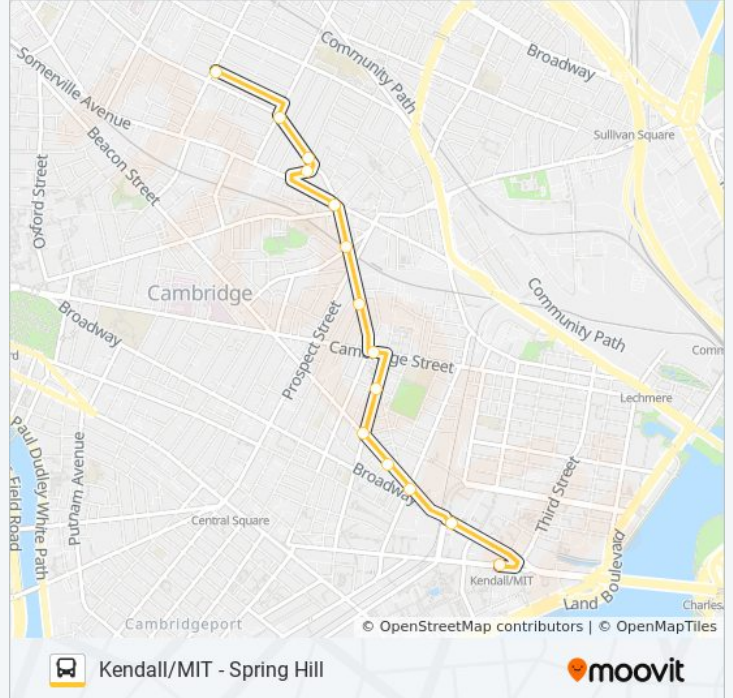 Community Path
Broadway
Somerville Avenue
Sullivan Square
Beacon Street
Oxford Street
Cambridge
Community Path
Broadway
Prospect Street
Cambridge Street
Comm
Lechmere
Paul Dudley White Path
Field Road
Putnam Avenue
Broadway
Third Street
Central Square
Land Boulevard
Kendall/MIT
Charles
Cambridgeport
© OpenStreetMap contributors | © OpenMapTiles
Kendall/MIT - Spring Hill
moovit